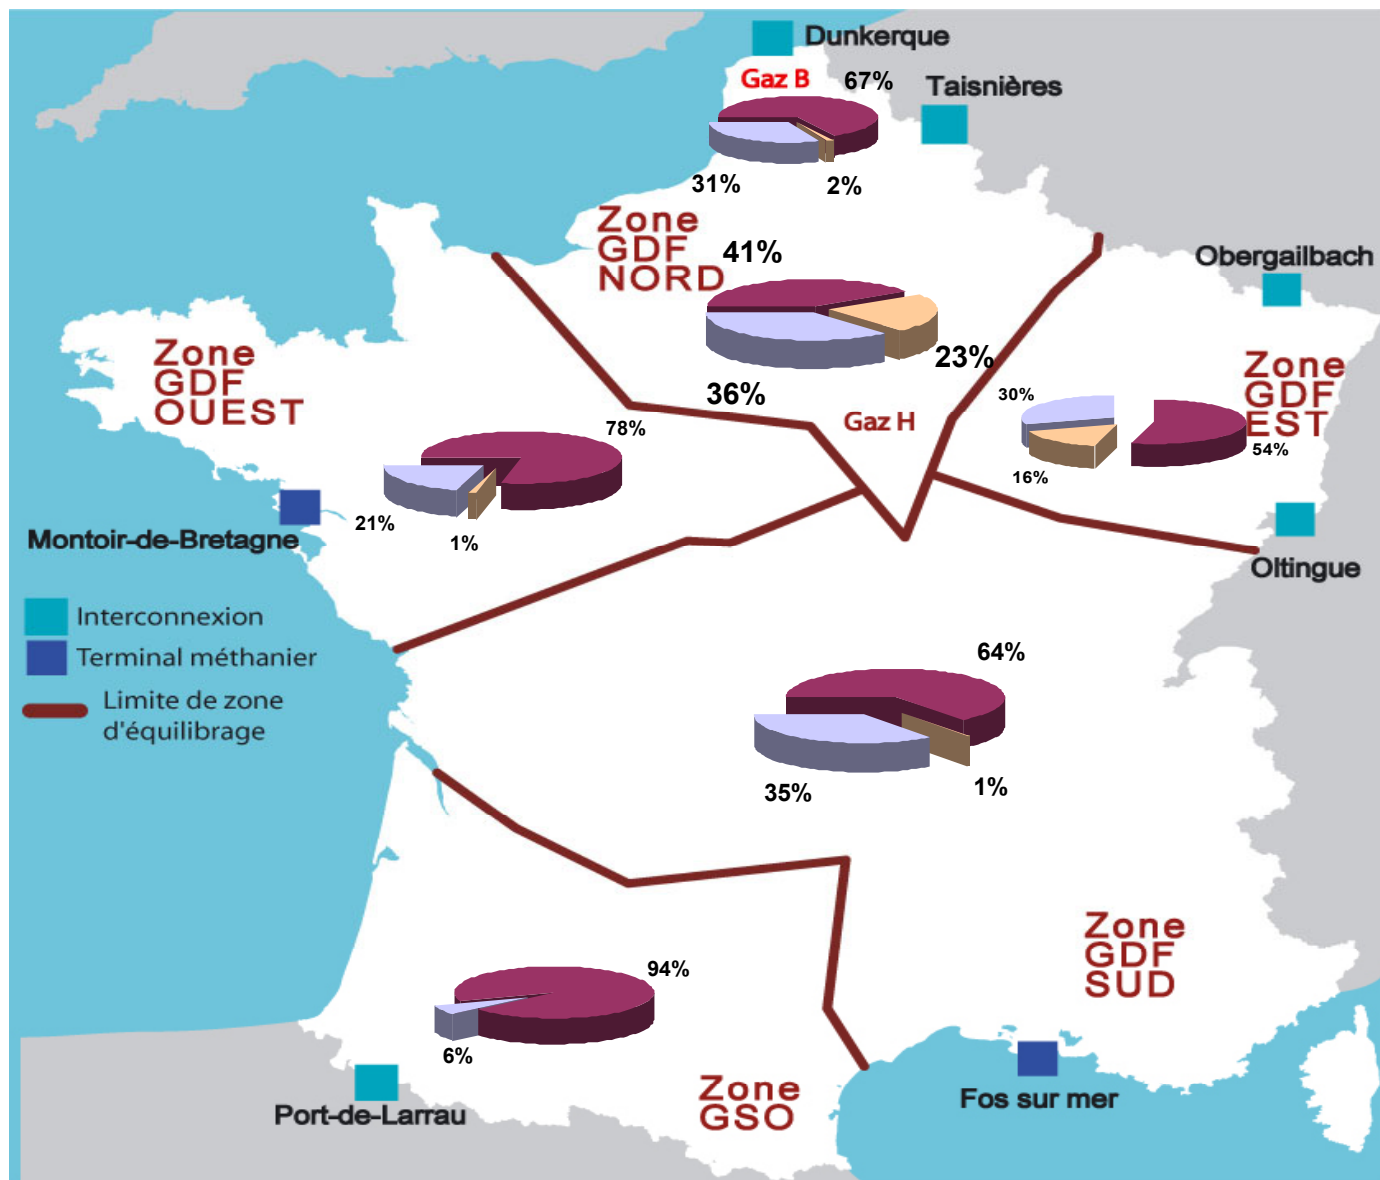 Dunkerque
Gaz B
67%
Taisnières
31%
2%
Zone
GDF
NORD
41%
Obergailbach
23%
36%
Gaz H
Zone
GDF
OUEST
78%
21%
1%
Zone
GDF
EST
30%
54%
16%
Montoir-de-Bretagne
Oltingue
Interconnexion
Terminal méthanier
Limite de zone
d'équilibrage
64%
35%
1%
Zone
GDF
SUD
94%
6%
Zone
GSO
Port-de-Larrau
Fos sur mer